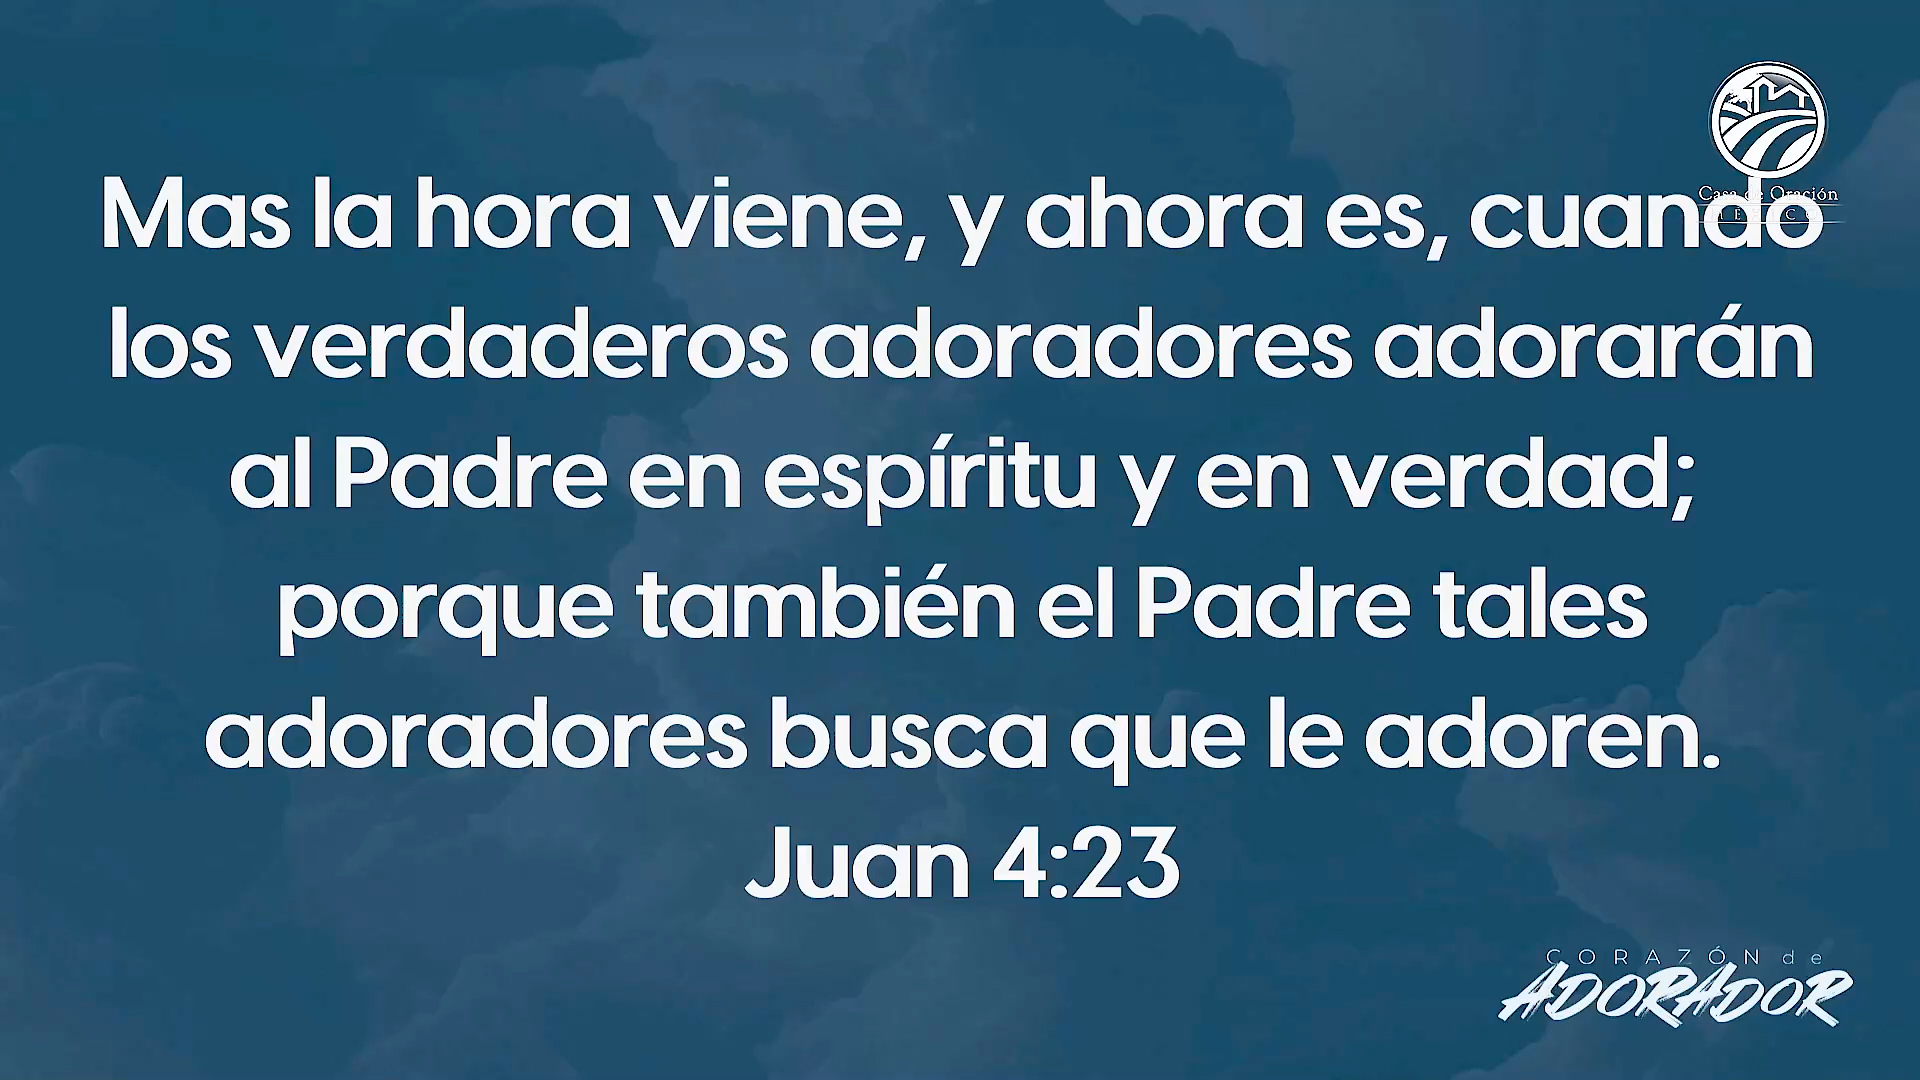 Casa de Oración
MÉXICO
Mas la hora viene, y ahora es, cuando
los verdaderos adoradores adorarán
al Padre en espíritu y en verdad;
porque también el Padre tales
adoradores busca que le adoren.
Juan 4:23
CORAZÓN de
ADORADOR